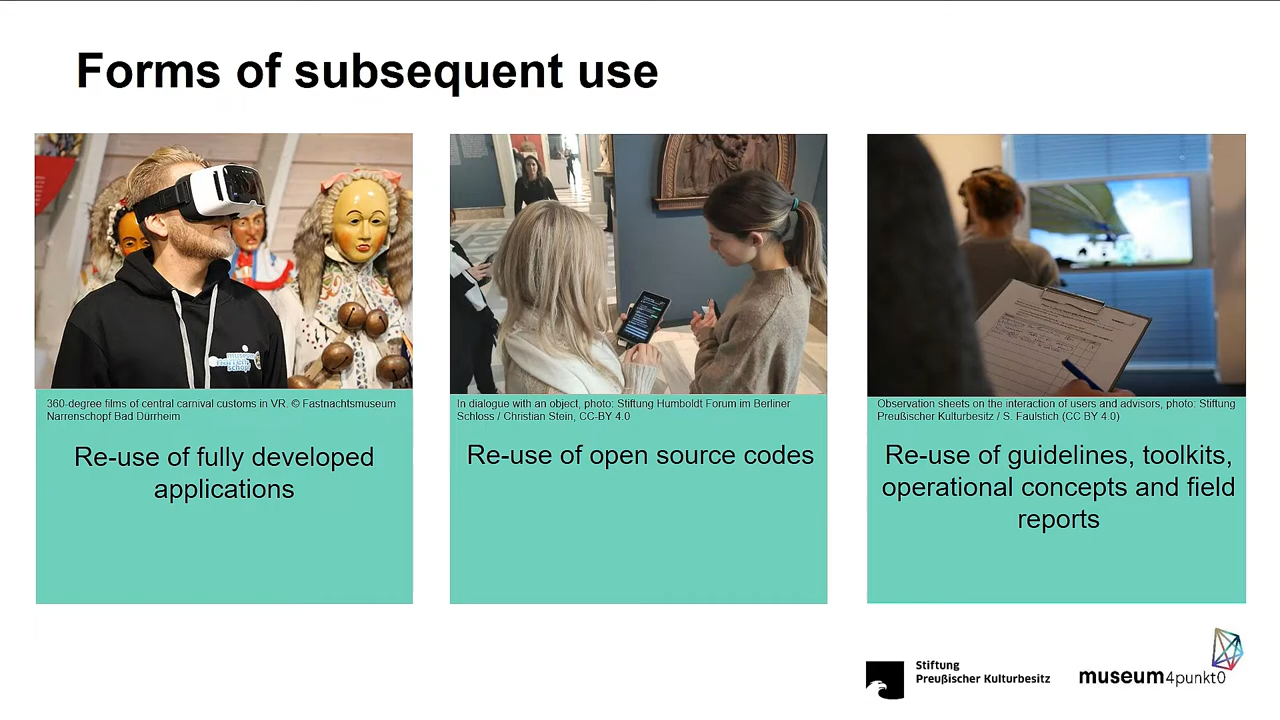 Forms of subsequent use
360-degree films of central carnival customs in VR. © Fastnachtsmuseum
Narrenschopf Bad Dürrheim
Re-use of fully developed
applications
In dialogue with an object, photo: Stiftung Humboldt Forum im Berliner
Schloss / Christian Stein, CC-BY 4.0
Re-use of open source codes
Observation sheets on the interaction of users and advisors, photo: Stiftung
Preußischer Kulturbesitz / S. Faulstich (CC BY 4.0)
Re-use of guidelines, toolkits,
operational concepts and field
reports
Stiftung
Preußischer Kulturbesitz
museum4punkt0